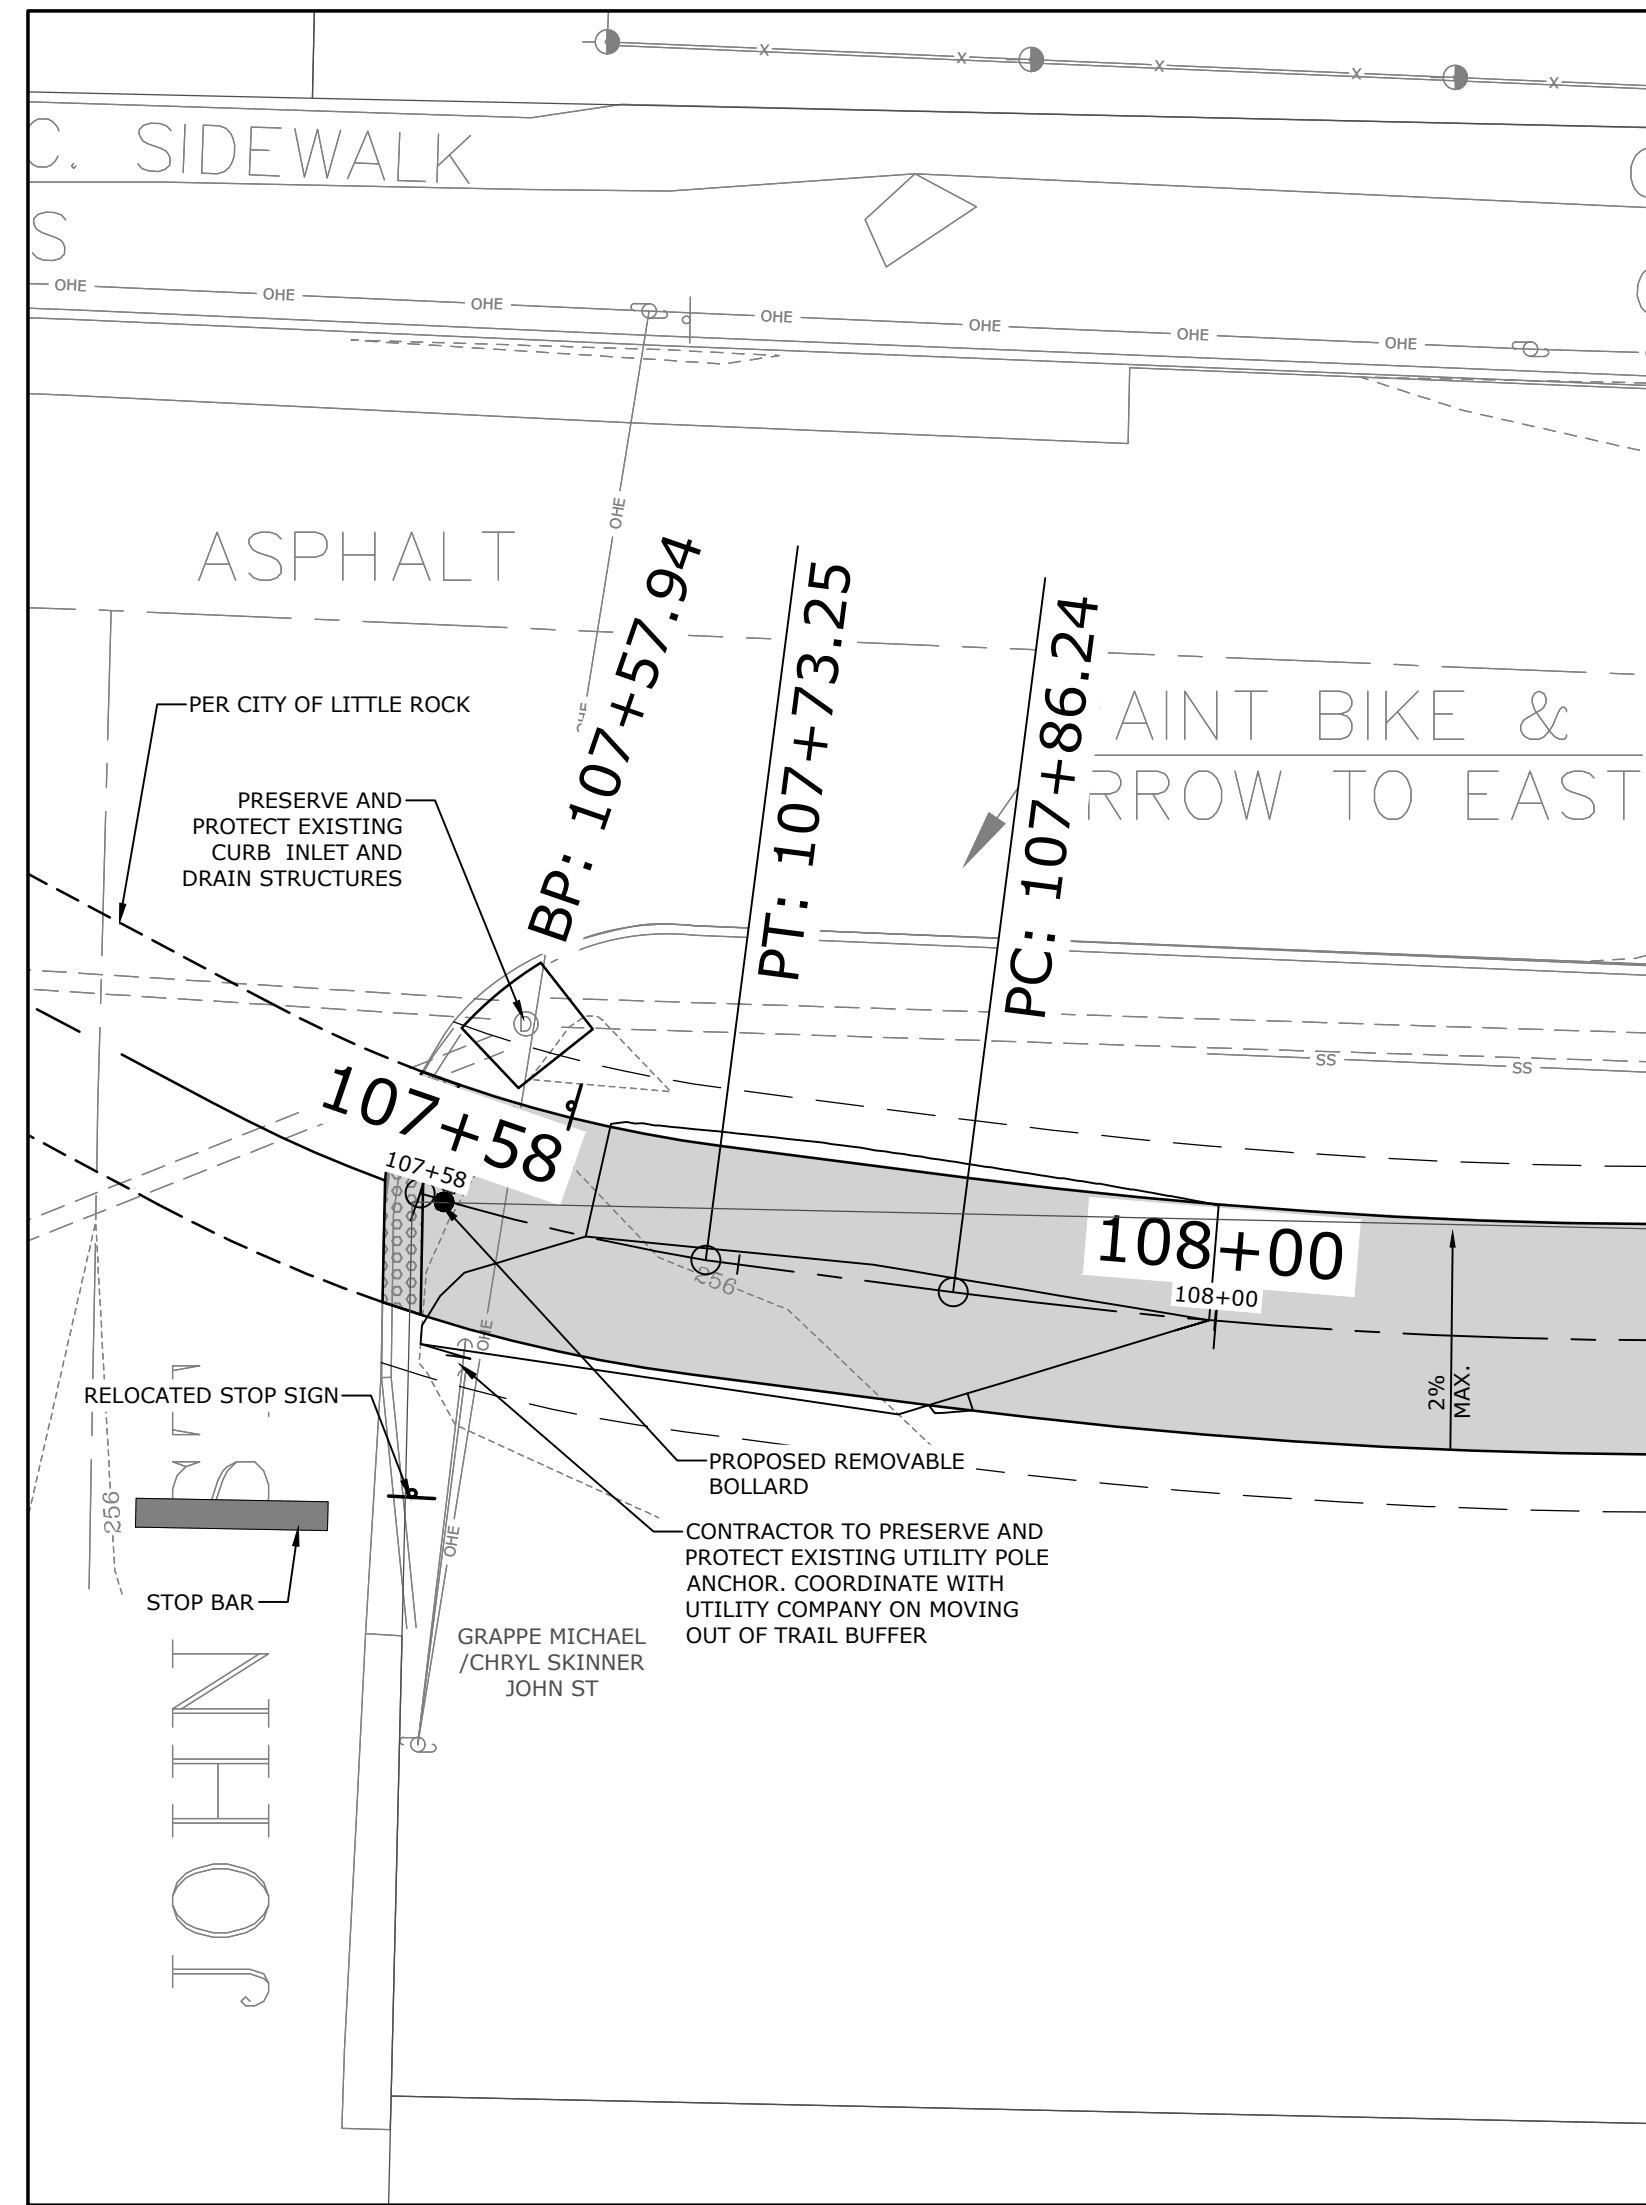 X X X X X
C. SIDEWALK
C
S
OHE OHE OHE OHE OHE OHE OHE
OHE
ASPHALT
BP: 107+57.94
PT: 107+73.25
PC: 107+86.24
PER CITY OF LITTLE ROCK
AINT BIKE &
RROW TO EAST
PRESERVE AND
PROTECT EXISTING
CURB INLET AND
DRAIN STRUCTURES
OHE
D
SS SS
107+58
107+58
108+00
108+00
256
OHE
2%
MAX.
RELOCATED STOP SIGN
PROPOSED REMOVABLE
BOLLARD
256
OHE
CONTRACTOR TO PRESERVE AND
PROTECT EXISTING UTILITY POLE
ANCHOR. COORDINATE WITH
UTILITY COMPANY ON MOVING
OUT OF TRAIL BUFFER
STOP BAR
GRAPPE MICHAEL
/CHRYL SKINNER
JOHN ST
JOHN